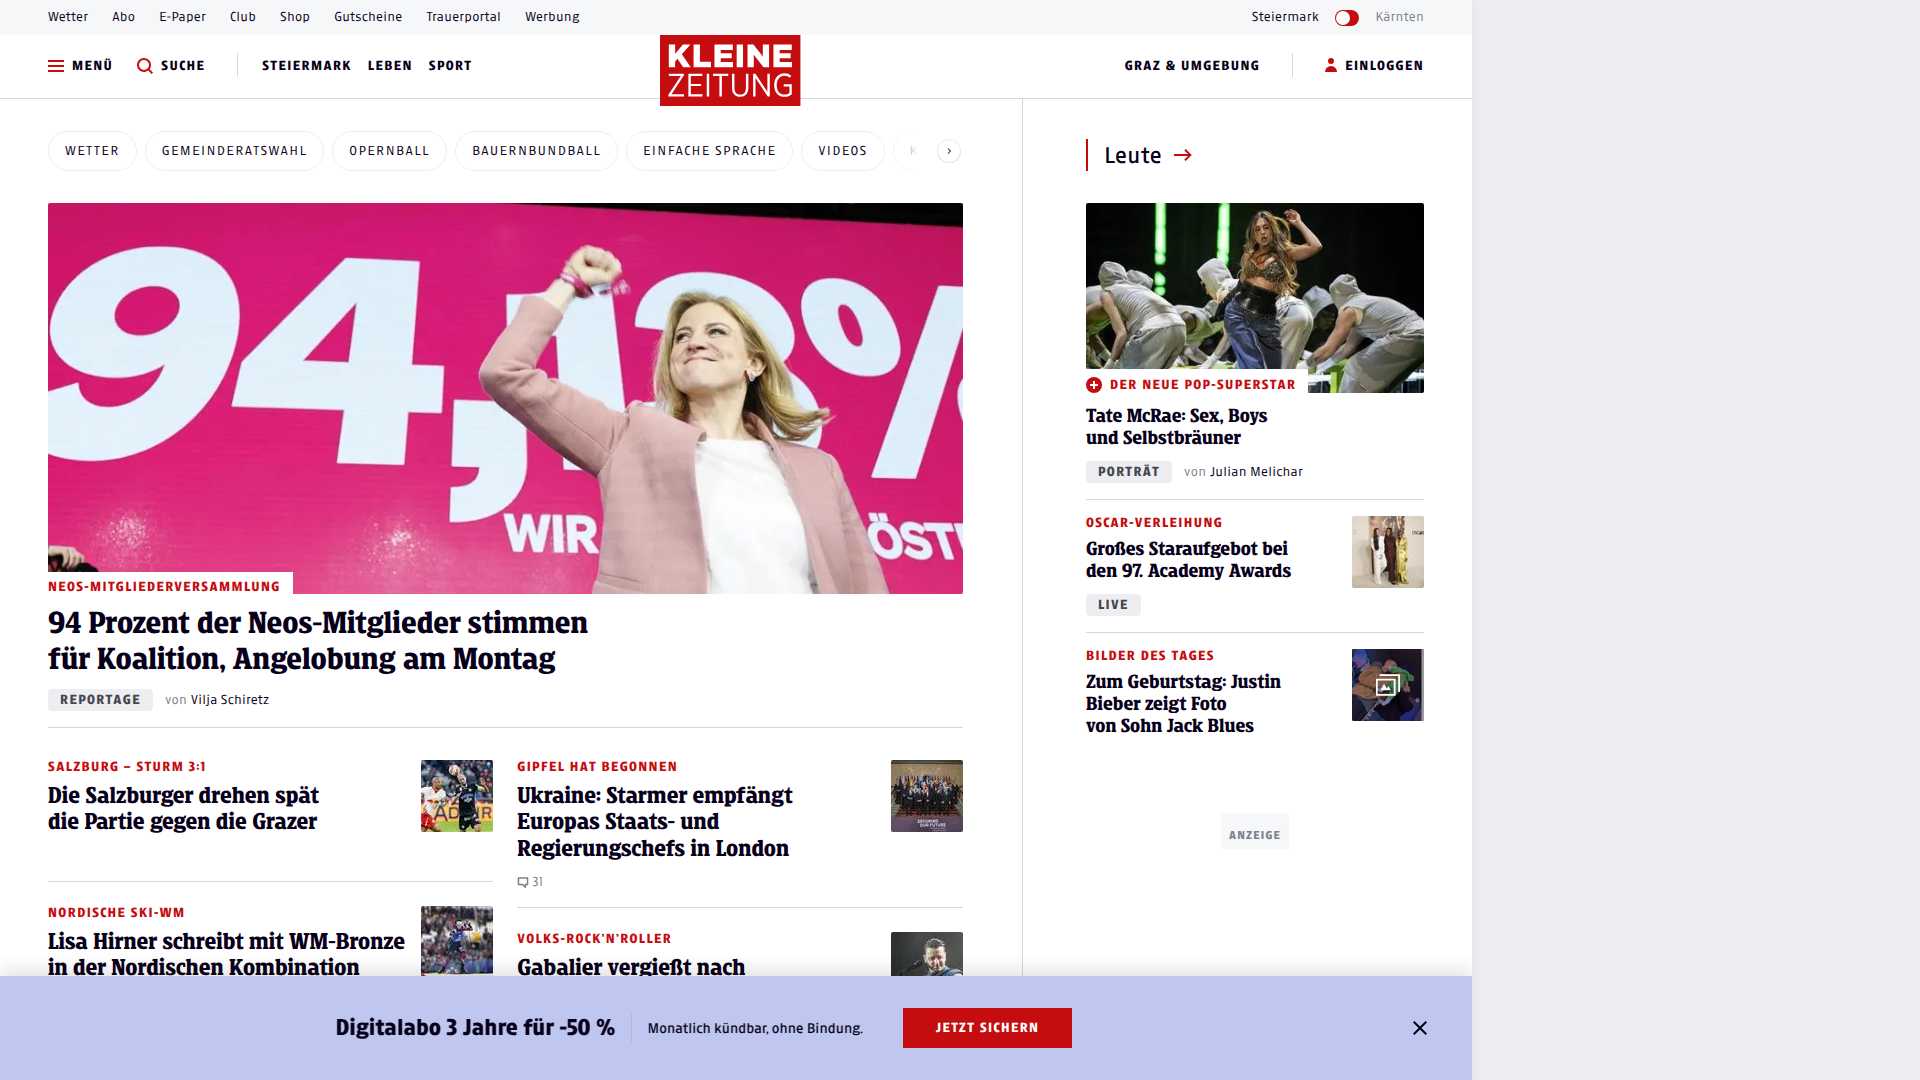 Wetter Abo E-Paper Club Shop Gutscheine Trauerportal Werbung Steiermark Kärnten
MENÜ SUCHE STEIERMARK LEBEN SPORT KLEINE ZEITUNG GRAZ & UMGEBUNG EINLOGGEN
WETTER GEMEINDERATSWAHL OPERNBALL BAUERNBUNDBALL EINFACHE SPRACHE VIDEOS K
94,13%
WIR ÖST
NEOS-MITGLIEDERVERSAMMLUNG
94 Prozent der Neos-Mitglieder stimmen
für Koalition, Angelobung am Montag
REPORTAGE von Vilja Schiretz
SALZBURG – STURM 3:1
Die Salzburger drehen spät
die Partie gegen die Grazer
NORDISCHE SKI-WM
Lisa Hirner schreibt mit WM-Bronze
in der Nordischen Kombination
GIPFEL HAT BEGONNEN
Ukraine: Starmer empfängt
Europas Staats- und
Regierungschefs in London
31
VOLKS-ROCK'N'ROLLER
Gabalier vergießt nach
Leute
DER NEUE POP-SUPERSTAR
Tate McRae: Sex, Boys
und Selbstbräuner
PORTRÄT von Julian Melichar
OSCAR-VERLEIHUNG
Großes Staraufgebot bei
den 97. Academy Awards
LIVE
BILDER DES TAGES
Zum Geburtstag: Justin
Bieber zeigt Foto
von Sohn Jack Blues
ANZEIGE
Digitalabo 3 Jahre für -50 % Monatlich kündbar, ohne Bindung. JETZT SICHERN